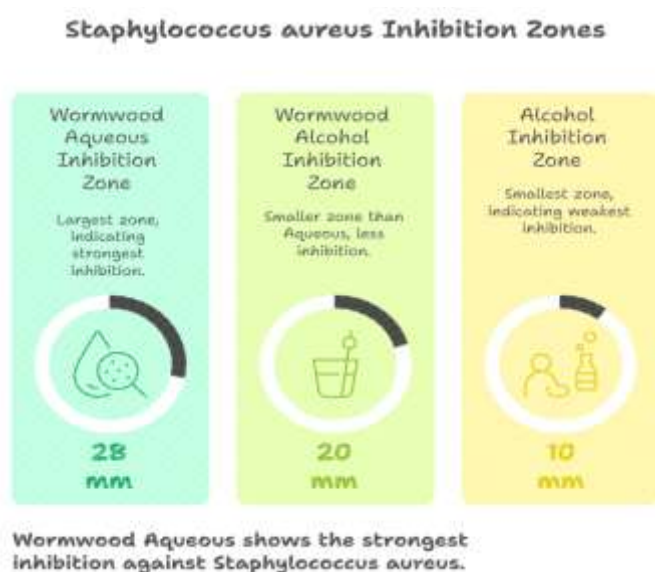 Staphylococcus aureus Inhibition Zones
Wormwood
Aqueous
Inhibition
Zone
Largest zone,
indicating
strongest
inhibition.
28
mm
Wormwood
Alcohol
Inhibition
Zone
Smaller zone than
Aqueous, less
inhibition.
20
mm
Alcohol
Inhibition
Zone
Smallest zone,
indicating weakest
inhibition.
10
mm
Wormwood Aqueous shows the strongest
inhibition against Staphylococcus aureus.